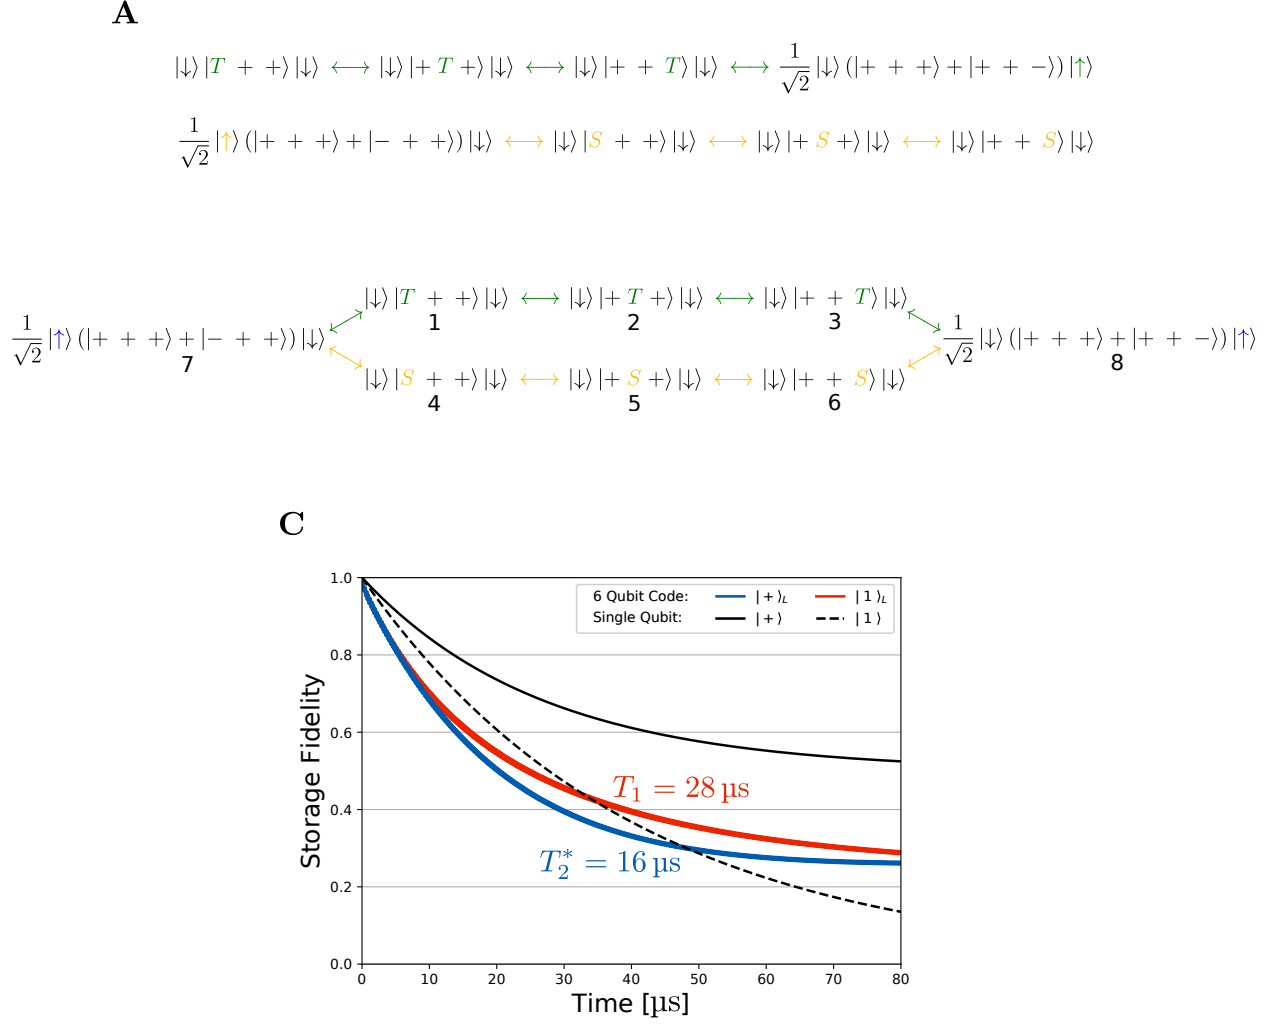 A
|↓⟩ |T + +⟩ |↓⟩ ⟷ |↓⟩ |+ T +⟩ |↓⟩ ⟷ |↓⟩ |+ + T⟩ |↓⟩ ⟷ 1/√2 |↓⟩ (|+ + +⟩ + |+ + −⟩) |↑⟩
1/√2 |↑⟩ (|+ + +⟩ + |− + +⟩) |↓⟩ ⟷ |↓⟩ |S + +⟩ |↓⟩ ⟷ |↓⟩ |+ S +⟩ |↓⟩ ⟷ |↓⟩ |+ + S⟩ |↓⟩
|↓⟩ |T + +⟩ |↓⟩ ⟷ |↓⟩ |+ T +⟩ |↓⟩ ⟷ |↓⟩ |+ + T⟩ |↓⟩
1 2 3
1/√2 |↑⟩ (|+ + +⟩ + |− + +⟩) |↓⟩ 1/√2 |↓⟩ (|+ + +⟩ + |+ + −⟩) |↑⟩
7 8
|↓⟩ |S + +⟩ |↓⟩ ⟷ |↓⟩ |+ S +⟩ |↓⟩ ⟷ |↓⟩ |+ + S⟩ |↓⟩
4 5 6
C
6 Qubit Code: |+⟩L |1⟩L
Single Qubit: |+⟩ |1⟩
Storage Fidelity
1.0
0.8
0.6
0.4
0.2
0.0
T1 = 28 µs
T2* = 16 µs
0 10 20 30 40 50 60 70 80
Time [µs]